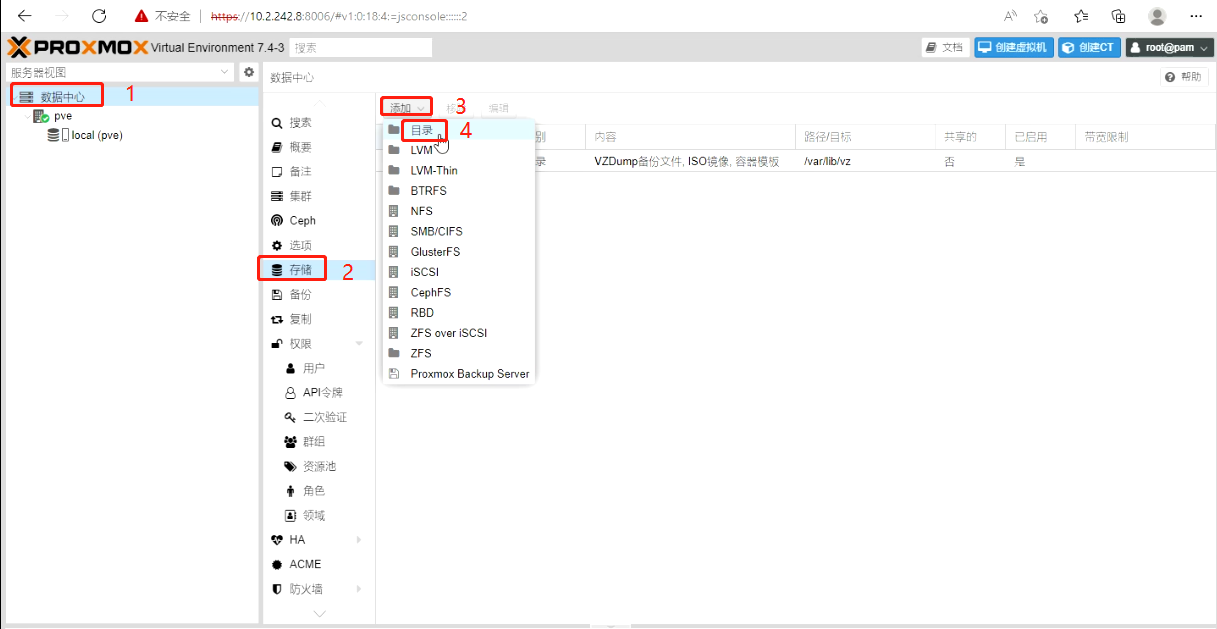 不安全 https://10.2.242.8:8006/#v1:0:18:4:=jsconsole::::::2
PROXMOX Virtual Environment 7.4-3 搜索 文档 创建虚拟机 创建CT root@pam
服务器视图
数据中心 1
pve
local (pve)
数据中心 帮助
搜索
概要
备注
集群
Ceph
选项
存储 2
备份
复制
权限
用户
API令牌
二次验证
群组
资源池
角色
领域
HA
ACME
防火墙
添加 3 编辑
目录 4
LVM
LVM-Thin
BTRFS
NFS
SMB/CIFS
GlusterFS
iSCSI
CephFS
RBD
ZFS over iSCSI
ZFS
Proxmox Backup Server
别 内容 路径/目标 共享的 已启用 带宽限制
录 VZDump备份文件, ISO镜像, 容器模板 /var/lib/vz 否 是